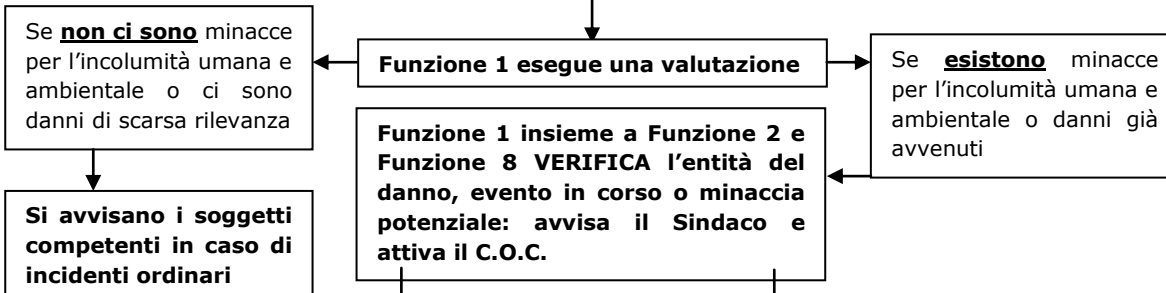 Se non ci sono minacce
per l'incolumità umana e
ambientale o ci sono
danni di scarsa rilevanza
Funzione 1 esegue una valutazione
Se esistono minacce
per l'incolumità umana e
ambientale o danni già
avvenuti
Funzione 1 insieme a Funzione 2 e
Funzione 8 VERIFICA l'entità del
danno, evento in corso o minaccia
potenziale: avvisa il Sindaco e
attiva il C.O.C.
Si avvisano i soggetti
competenti in caso di
incidenti ordinari